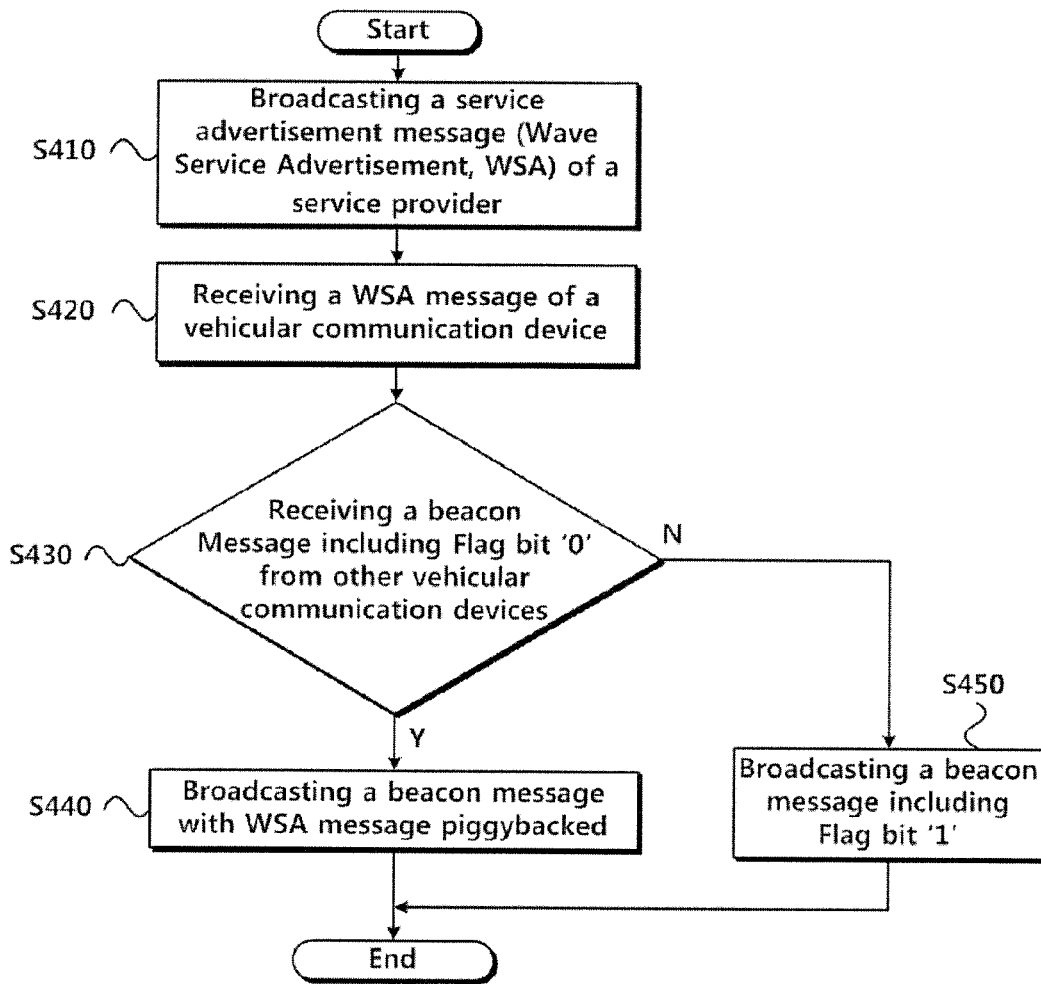 Start
S410
Broadcasting a service
advertisement message (Wave
Service Advertisement, WSA) of a
service provider
S420
Receiving a WSA message of a
vehicular communication device
S430
Receiving a beacon
Message including Flag bit '0'
from other vehicular
communication devices
N
Y
S450
Broadcasting a beacon
message including
Flag bit '1'
S440
Broadcasting a beacon message
with WSA message piggybacked
End